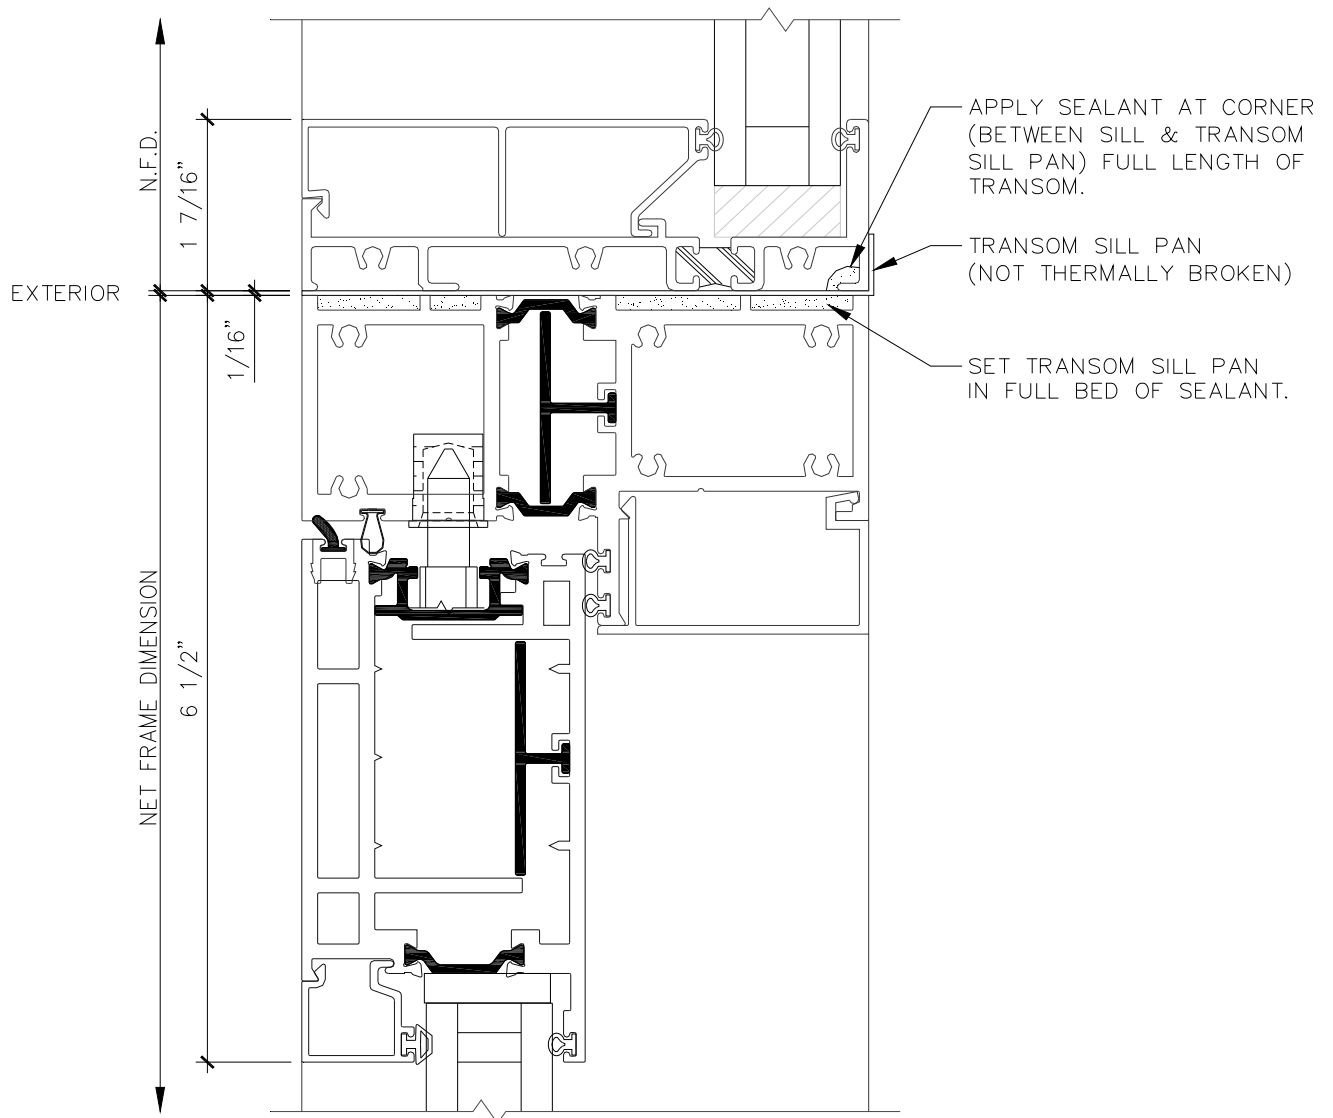 APPLY SEALANT AT CORNER
(BETWEEN SILL & TRANSOM
SILL PAN) FULL LENGTH OF
TRANSOM.
N.F.D.
1 7/16”
TRANSOM SILL PAN
(NOT THERMALLY BROKEN)
EXTERIOR
1/16”
SET TRANSOM SILL PAN
IN FULL BED OF SEALANT.
NET FRAME DIMENSION
6 1/2”